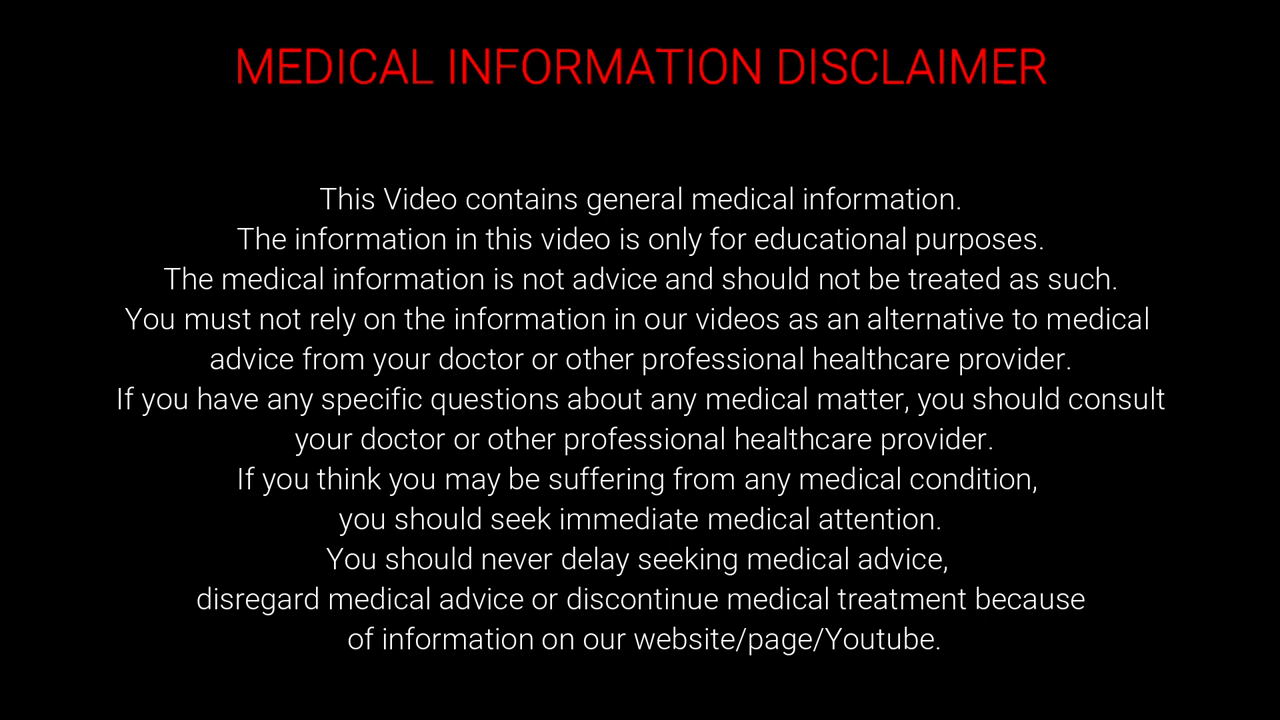 MEDICAL INFORMATION DISCLAIMER
This Video contains general medical information.
The information in this video is only for educational purposes.
The medical information is not advice and should not be treated as such.
You must not rely on the information in our videos as an alternative to medical
advice from your doctor or other professional healthcare provider.
If you have any specific questions about any medical matter, you should consult
your doctor or other professional healthcare provider.
If you think you may be suffering from any medical condition,
you should seek immediate medical attention.
You should never delay seeking medical advice,
disregard medical advice or discontinue medical treatment because
of information on our website/page/Youtube.